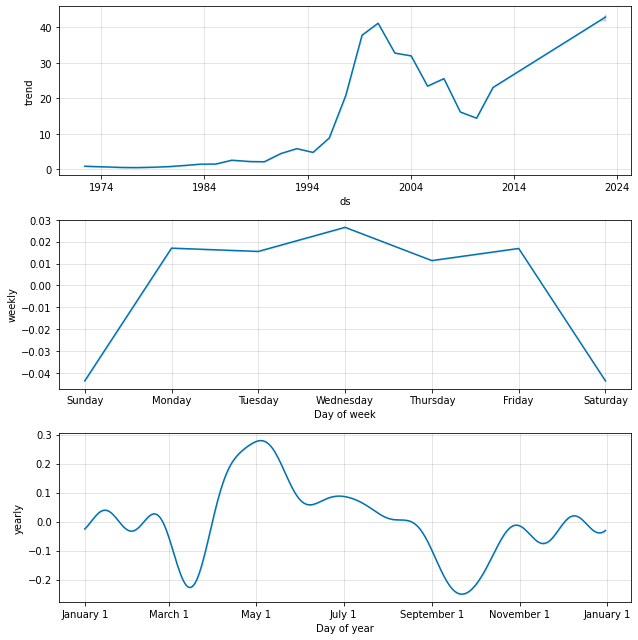 40
30
20
10
0
trend
1974 1984 1994 2004 2014 2024
ds
0.03
0.02
0.01
0.00
−0.01
−0.02
−0.03
−0.04
weekly
Sunday Monday Tuesday Wednesday Thursday Friday Saturday
Day of week
0.3
0.2
0.1
0.0
−0.1
−0.2
yearly
January 1 March 1 May 1 July 1 September 1 November 1 January 1
Day of year